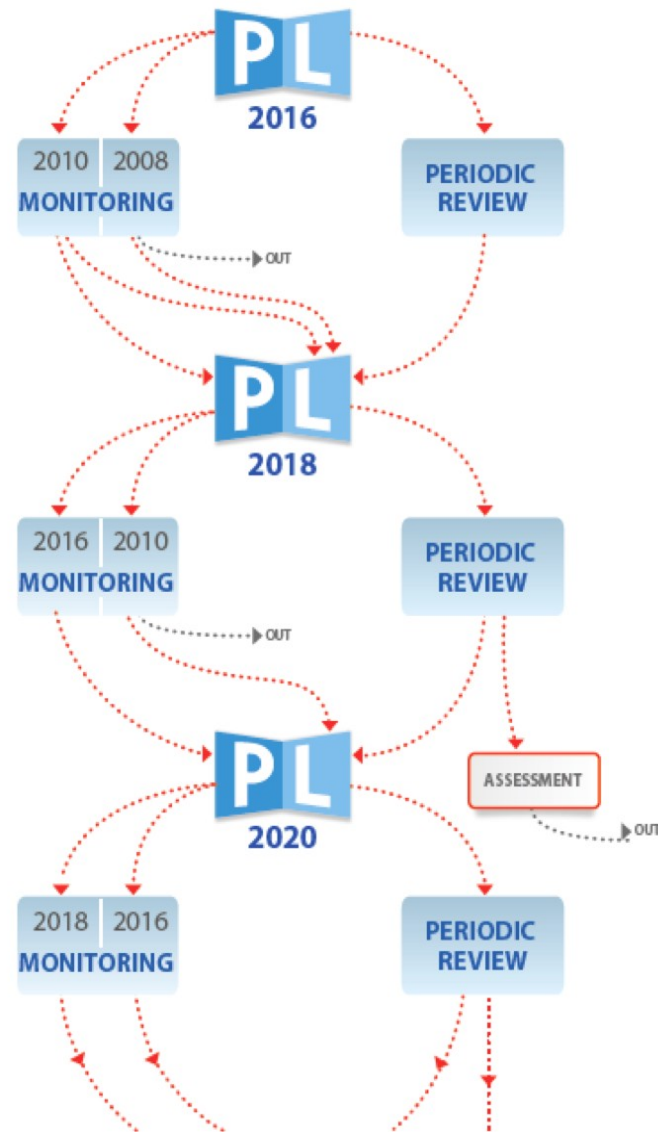 PL
2016
2010 2008
MONITORING
PERIODIC
REVIEW
OUT
PL
2018
2016 2010
MONITORING
PERIODIC
REVIEW
OUT
PL
2020
ASSESSMENT
OUT
2018 2016
MONITORING
PERIODIC
REVIEW